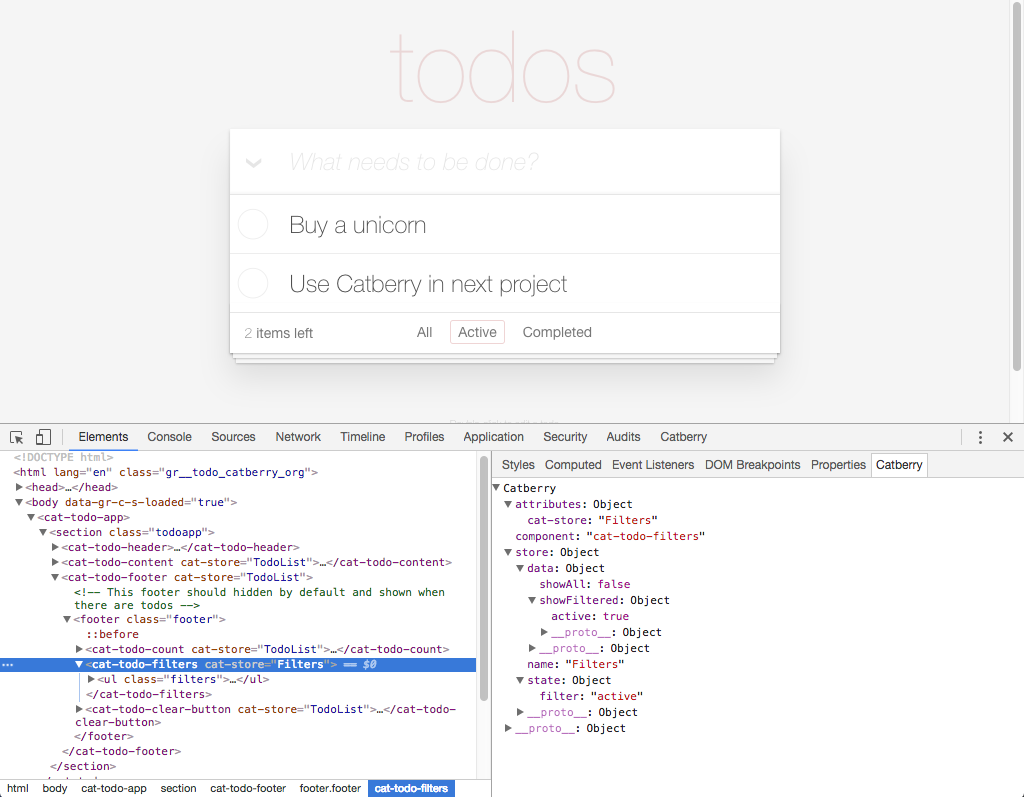 todos
What needs to be done?
Buy a unicorn
Use Catberry in next project
2 items left
All
Active
Completed
Elements
Console
Sources
Network
Timeline
Profiles
Application
Security
Audits
Catberry
<!DOCTYPE html>
<html lang="en" class="gr__todo_catberry_org">
▶<head>…</head>
▼<body data-gr-c-s-loaded="true">
▼<cat-todo-app>
▼<section class="todoapp">
▶<cat-todo-header>…</cat-todo-header>
▶<cat-todo-content cat-store="TodoList">…</cat-todo-content>
▼<cat-todo-footer cat-store="TodoList">
<!-- This footer should hidden by default and shown when
there are todos -->
▼<footer class="footer">
::before
▶<cat-todo-count cat-store="TodoList">…</cat-todo-count>
… ▼<cat-todo-filters cat-store="Filters"> == $0
▶<ul class="filters">…</ul>
</cat-todo-filters>
▶<cat-todo-clear-button cat-store="TodoList">…</cat-todo-
clear-button>
</footer>
</cat-todo-footer>
</section>
html
body
cat-todo-app
section
cat-todo-footer
footer.footer
cat-todo-filters
Styles
Computed
Event Listeners
DOM Breakpoints
Properties
Catberry
▼Catberry
▼attributes: Object
cat-store: "Filters"
component: "cat-todo-filters"
▼store: Object
▼data: Object
showAll: false
▼showFiltered: Object
active: true
▶__proto__: Object
▶__proto__: Object
name: "Filters"
▼state: Object
filter: "active"
▶__proto__: Object
▶__proto__: Object